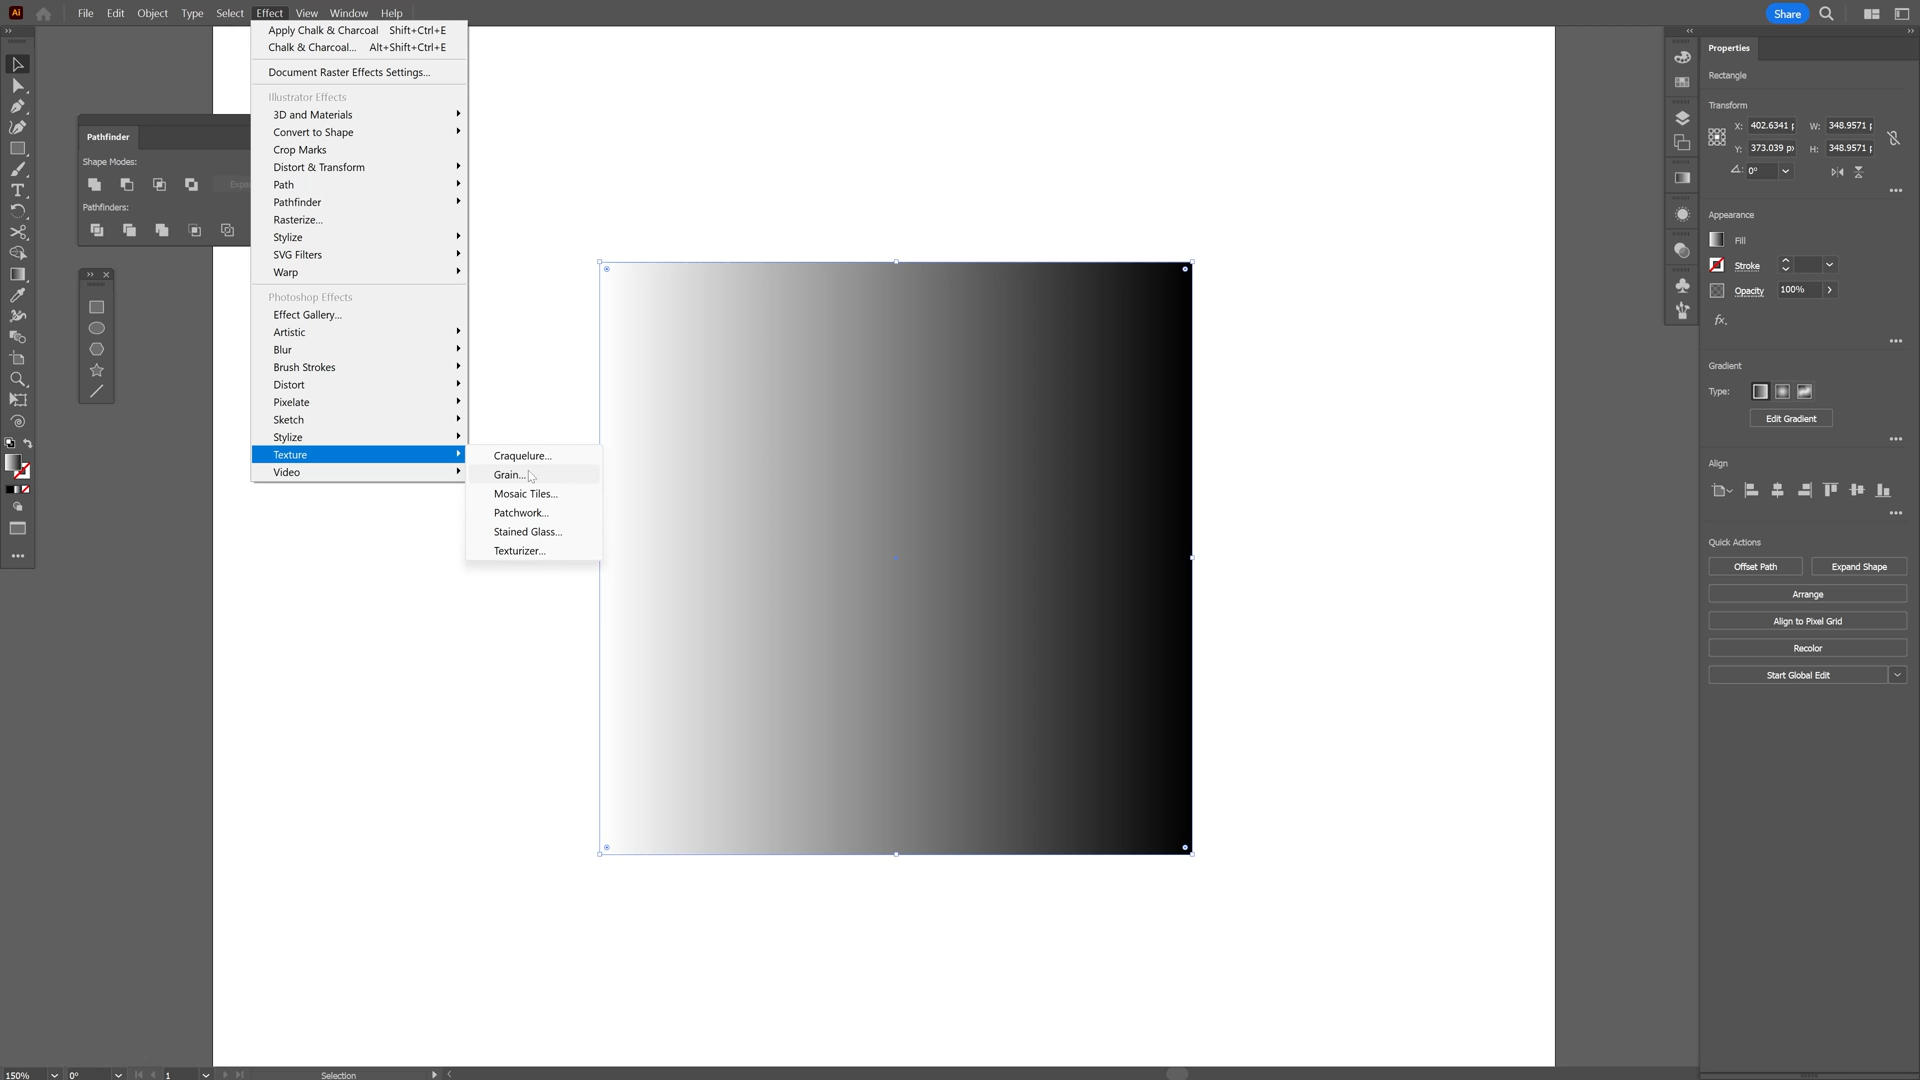 Ai
File Edit Object Type Select Effect View Window Help
Share
Apply Chalk & Charcoal Shift+Ctrl+E
Chalk & Charcoal... Alt+Shift+Ctrl+E
Document Raster Effects Settings...
Illustrator Effects
3D and Materials
Convert to Shape
Crop Marks
Distort & Transform
Path
Pathfinder
Rasterize...
Stylize
SVG Filters
Warp
Photoshop Effects
Effect Gallery...
Artistic
Blur
Brush Strokes
Distort
Pixelate
Sketch
Stylize
Texture
Video
Craquelure...
Grain...
Mosaic Tiles...
Patchwork...
Stained Glass...
Texturizer...
Pathfinder
Shape Modes:
Pathfinders:
Properties
Rectangle
Transform
X: 402.6341 W: 348.9571
Y: 373.039 px H: 348.9571
0°
Appearance
Fill
Stroke
Opacity 100%
fx.
Gradient
Type:
Edit Gradient
Align
Quick Actions
Offset Path Expand Shape
Arrange
Align to Pixel Grid
Recolor
Start Global Edit
150% 0° 1 Selection